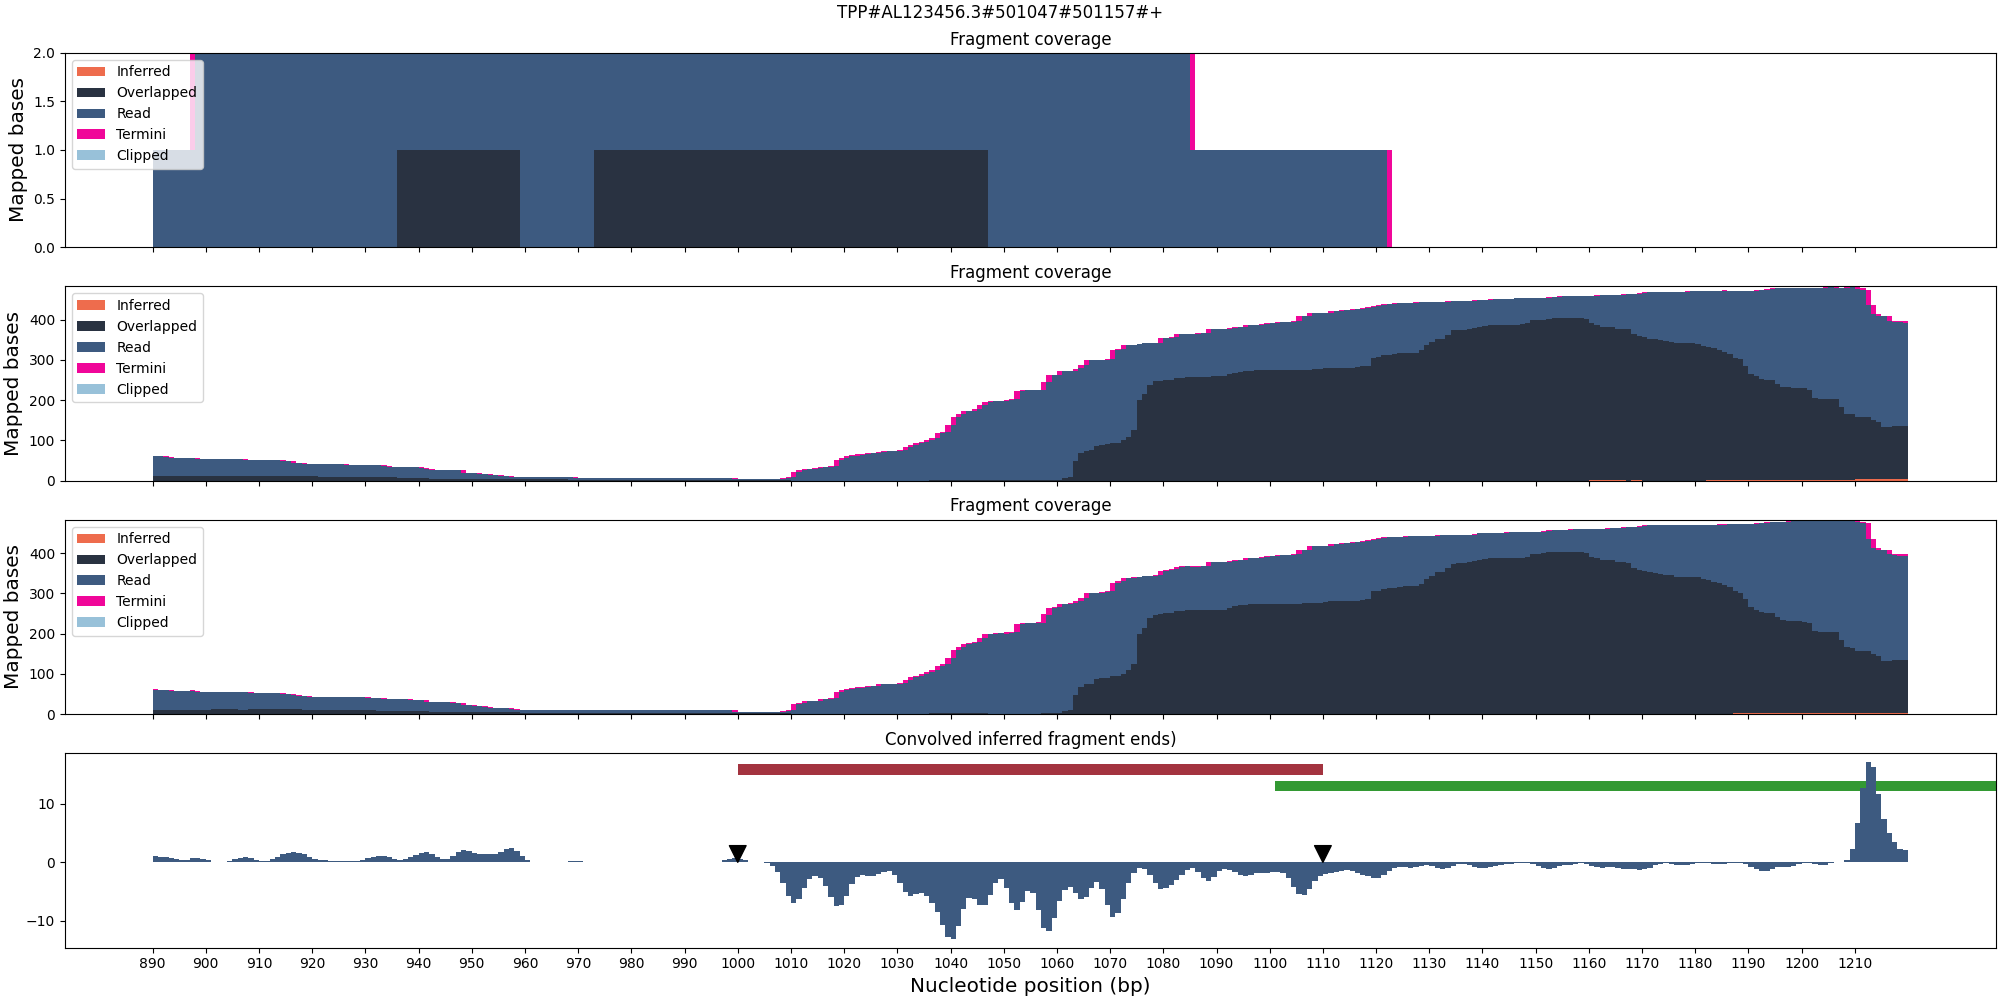 TPP#AL123456.3#501047#501157#+
Fragment coverage
Mapped bases
2.0
1.5
1.0
0.5
0.0
Inferred
Overlapped
Read
Termini
Clipped
Fragment coverage
Mapped bases
400
300
200
100
0
Inferred
Overlapped
Read
Termini
Clipped
Fragment coverage
Mapped bases
400
300
200
100
0
Inferred
Overlapped
Read
Termini
Clipped
Convolved inferred fragment ends)
10
0
−10
890 900 910 920 930 940 950 960 970 980 990 1000 1010 1020 1030 1040 1050 1060 1070 1080 1090 1100 1110 1120 1130 1140 1150 1160 1170 1180 1190 1200 1210
Nucleotide position (bp)